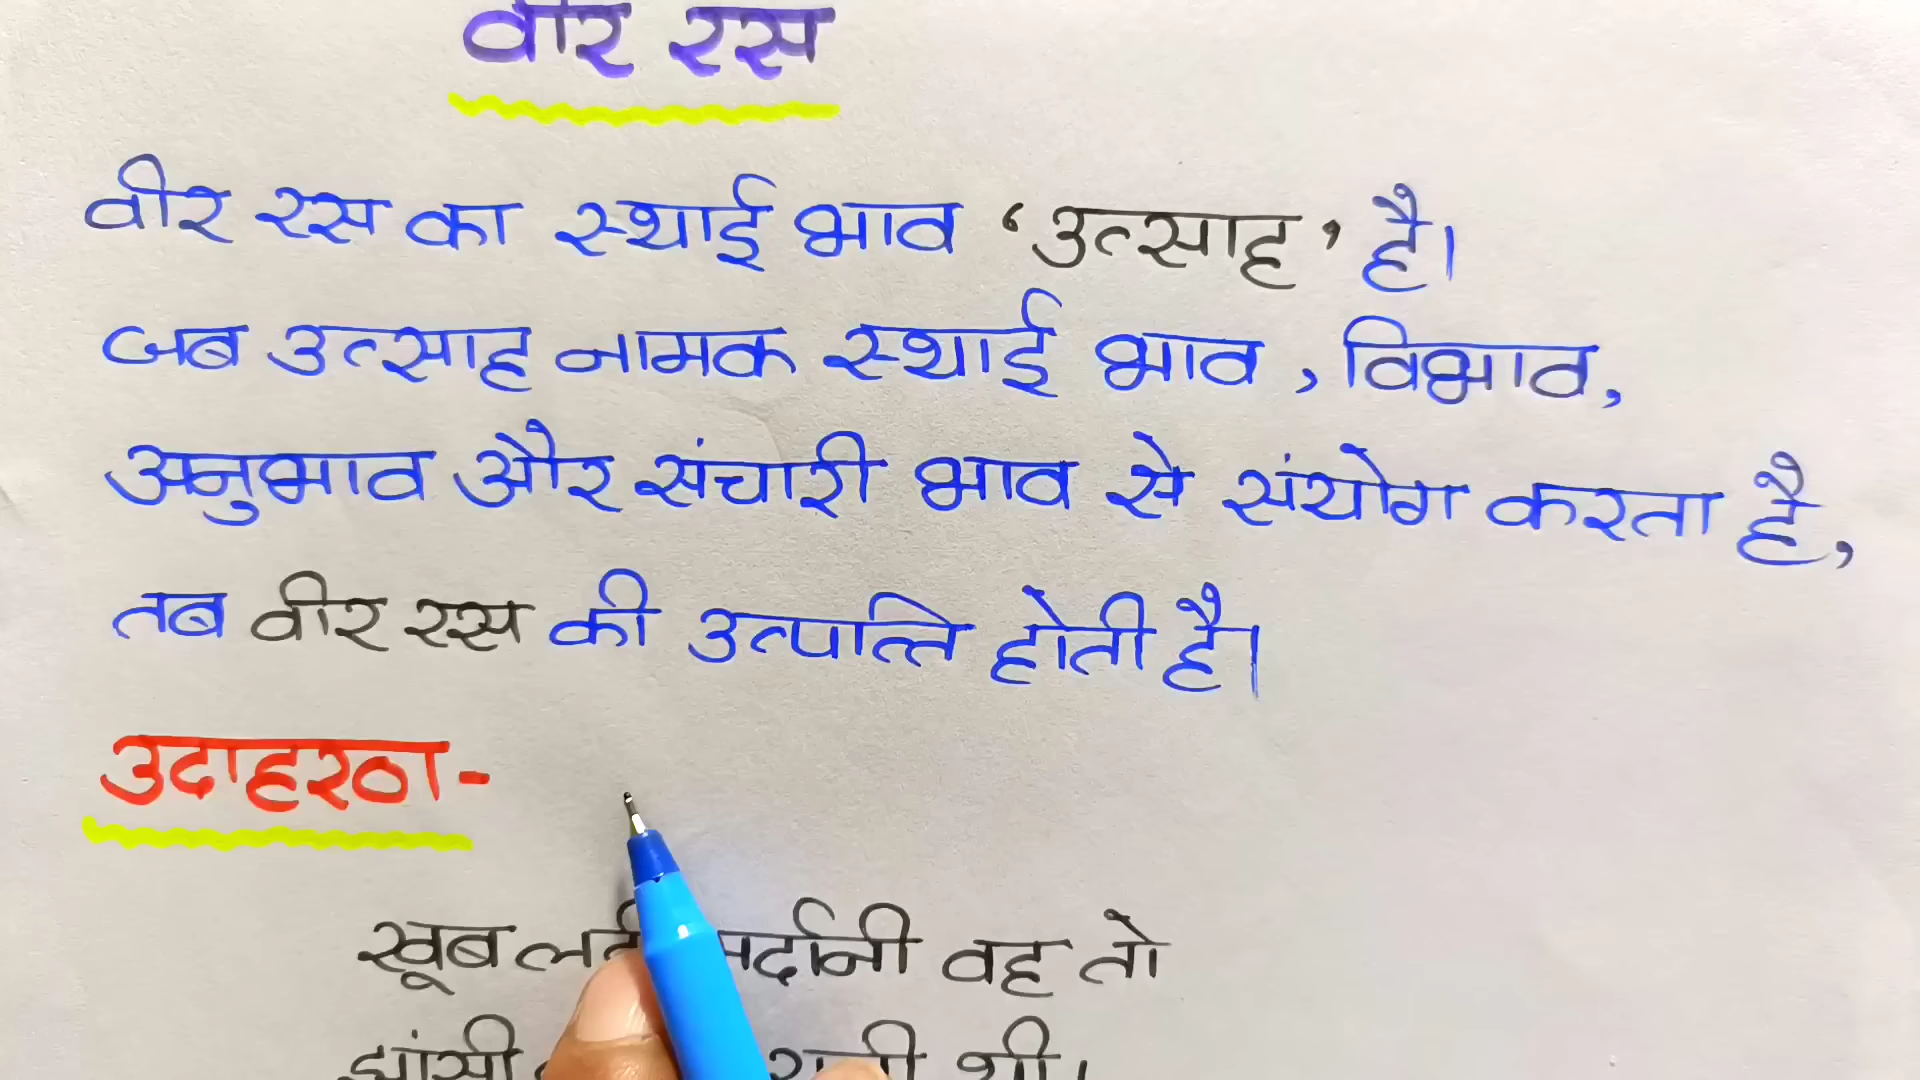 वीर रस
वीर रस का स्थाई भाव ‘उत्साह’ है।
जब उत्साह नामक स्थाई भाव, विभाव,
अनुभाव और संचारी भाव से संयोग करता है,
तब वीर रस की उत्पत्ति होती है।
उदाहरण-
खूब मर्दानी वह तो
झांसी रानी थी।